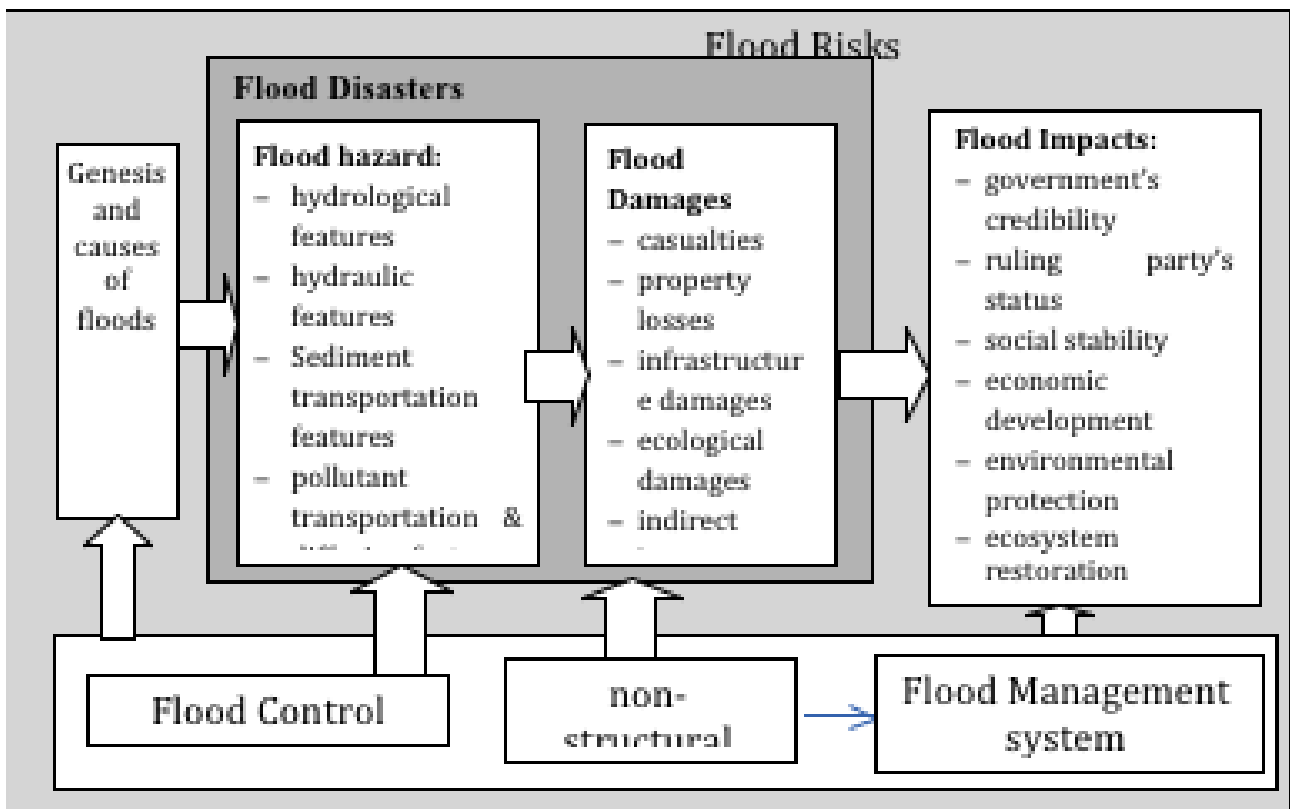 Flood Risks
Flood Disasters
Genesis
and
causes
of
floods
Flood hazard:
– hydrological
features
– hydraulic
features
– Sediment
transportation
features
– pollutant
transportation &
Flood
Damages
– casualties
– property
losses
– infrastructur
e damages
– ecological
damages
– indirect
Flood Impacts:
– government's
credibility
– ruling party's
status
– social stability
– economic
development
– environmental
protection
– ecosystem
restoration
Flood Control
non-
structural
Flood Management
system